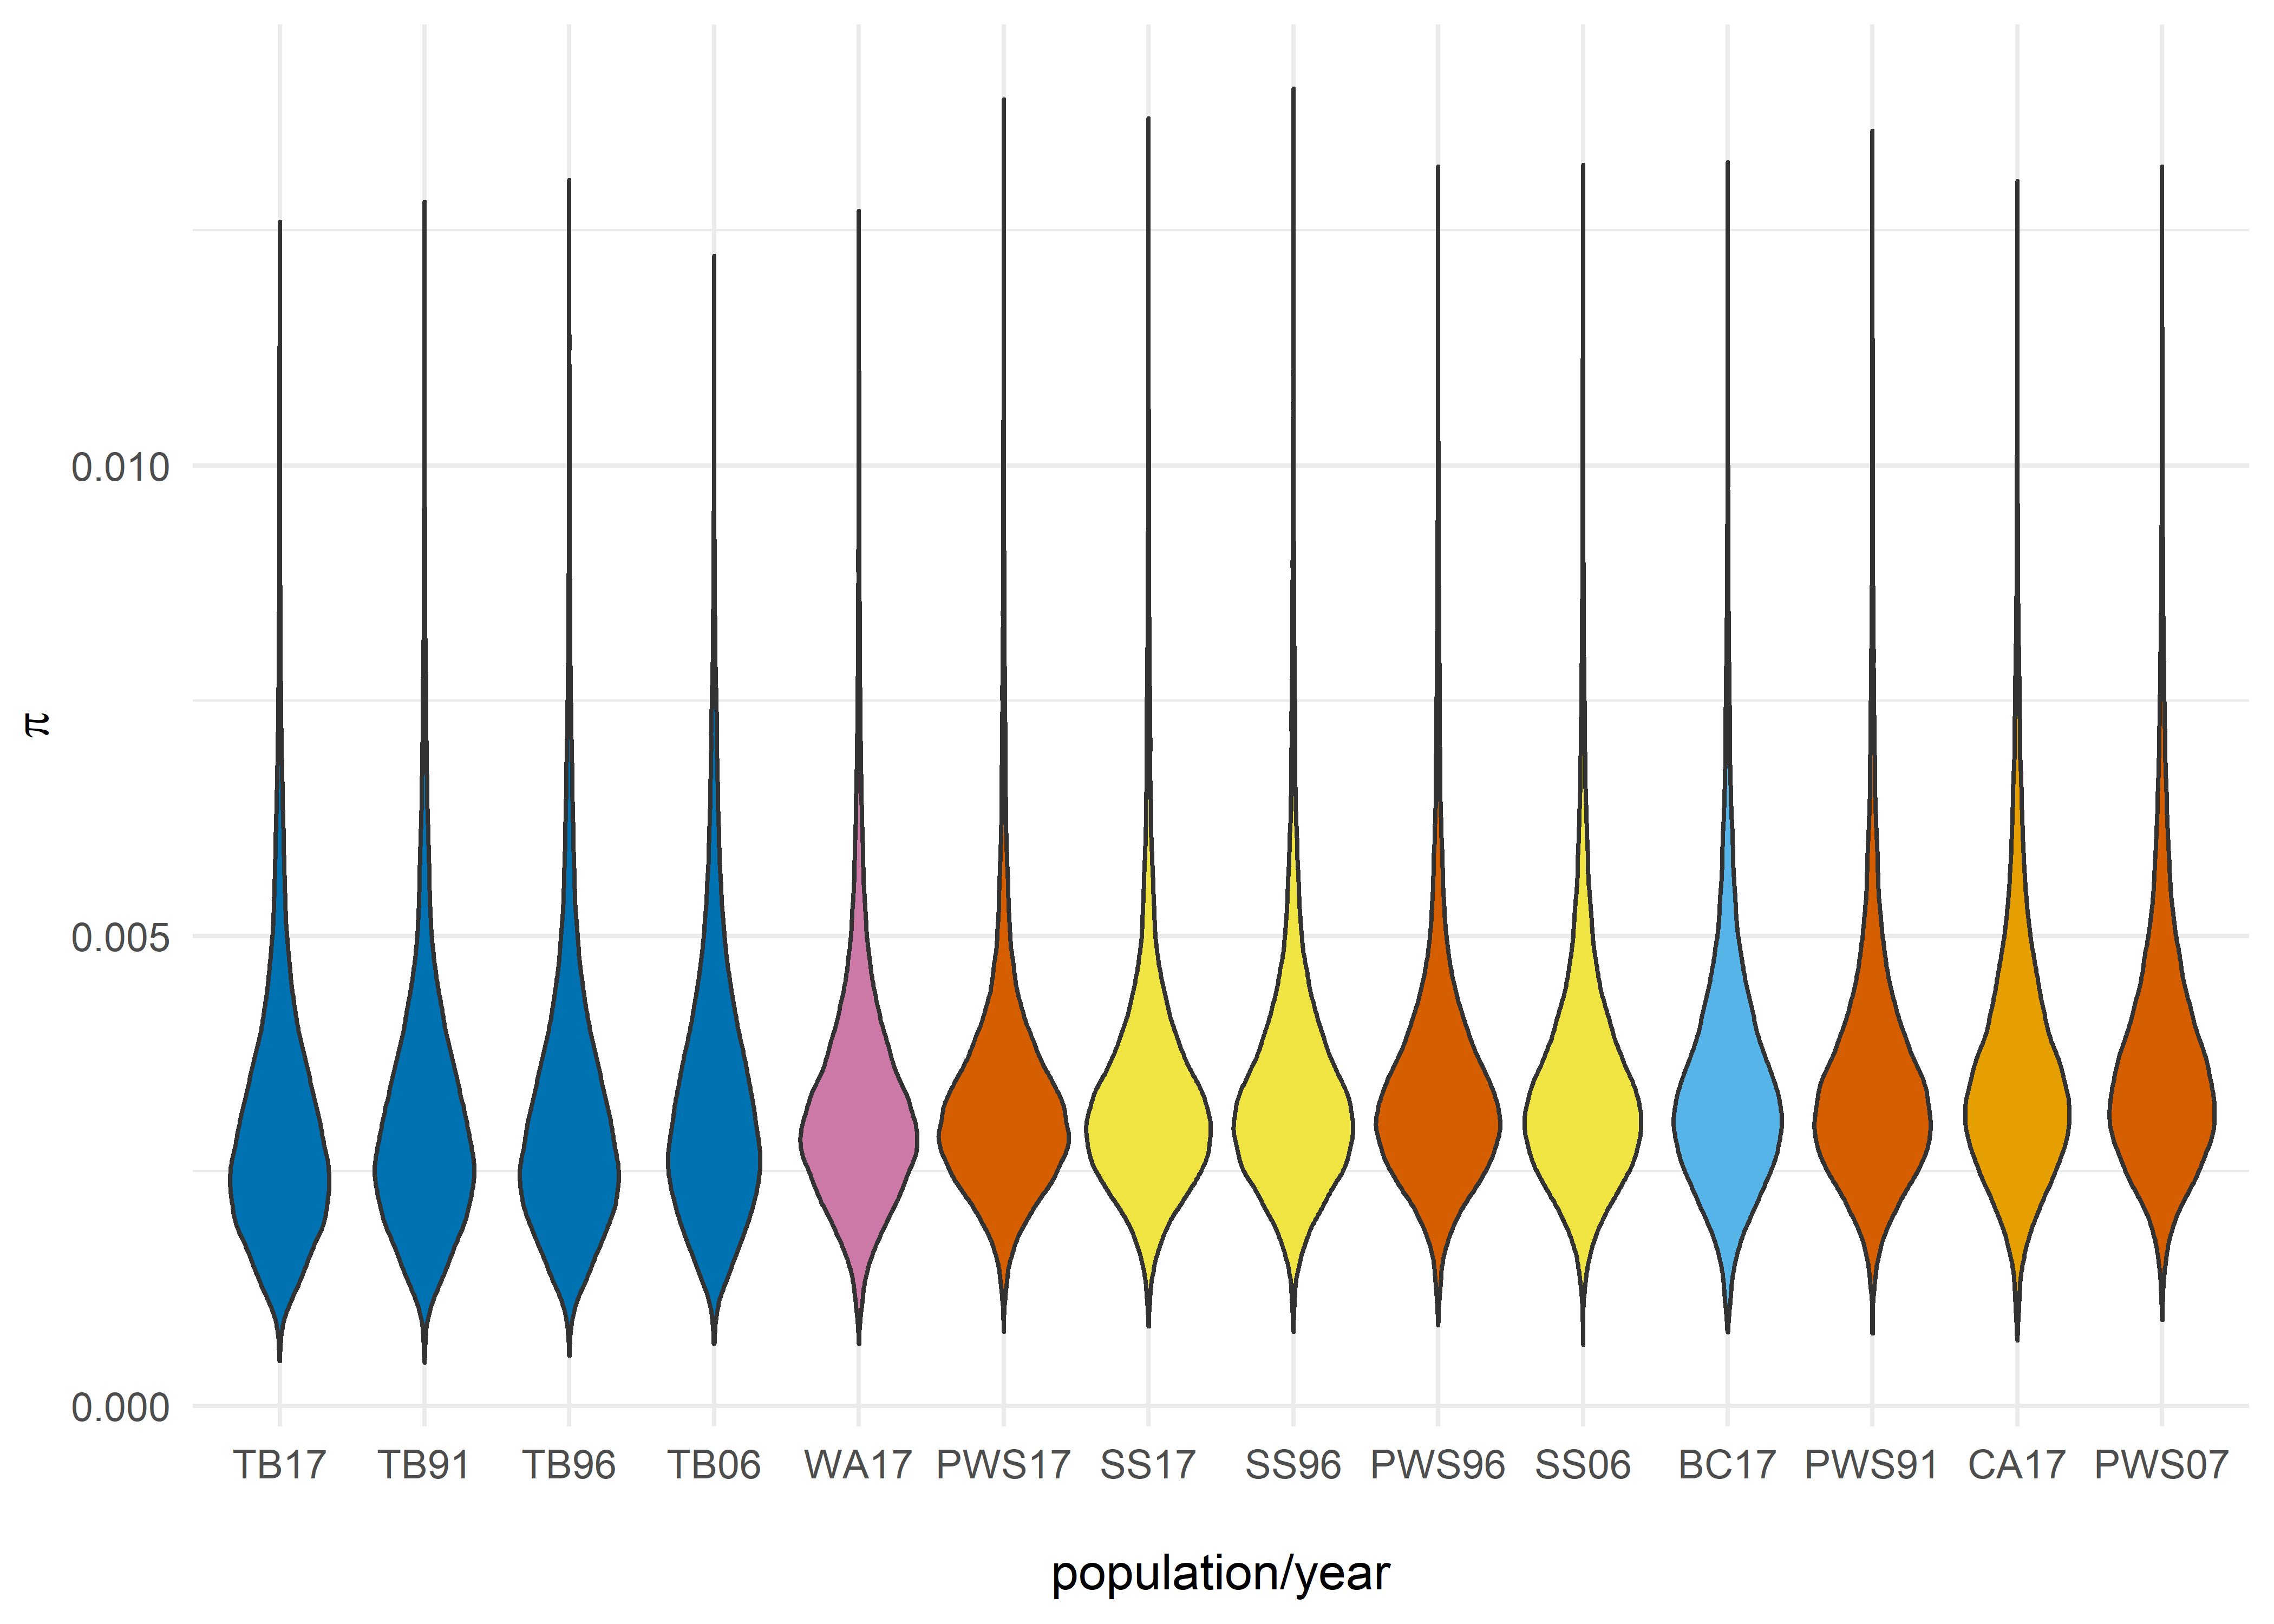 π
0.010
0.005
0.000
TB17 TB91 TB96 TB06 WA17 PWS17 SS17 SS96 PWS96 SS06 BC17 PWS91 CA17 PWS07
population/year